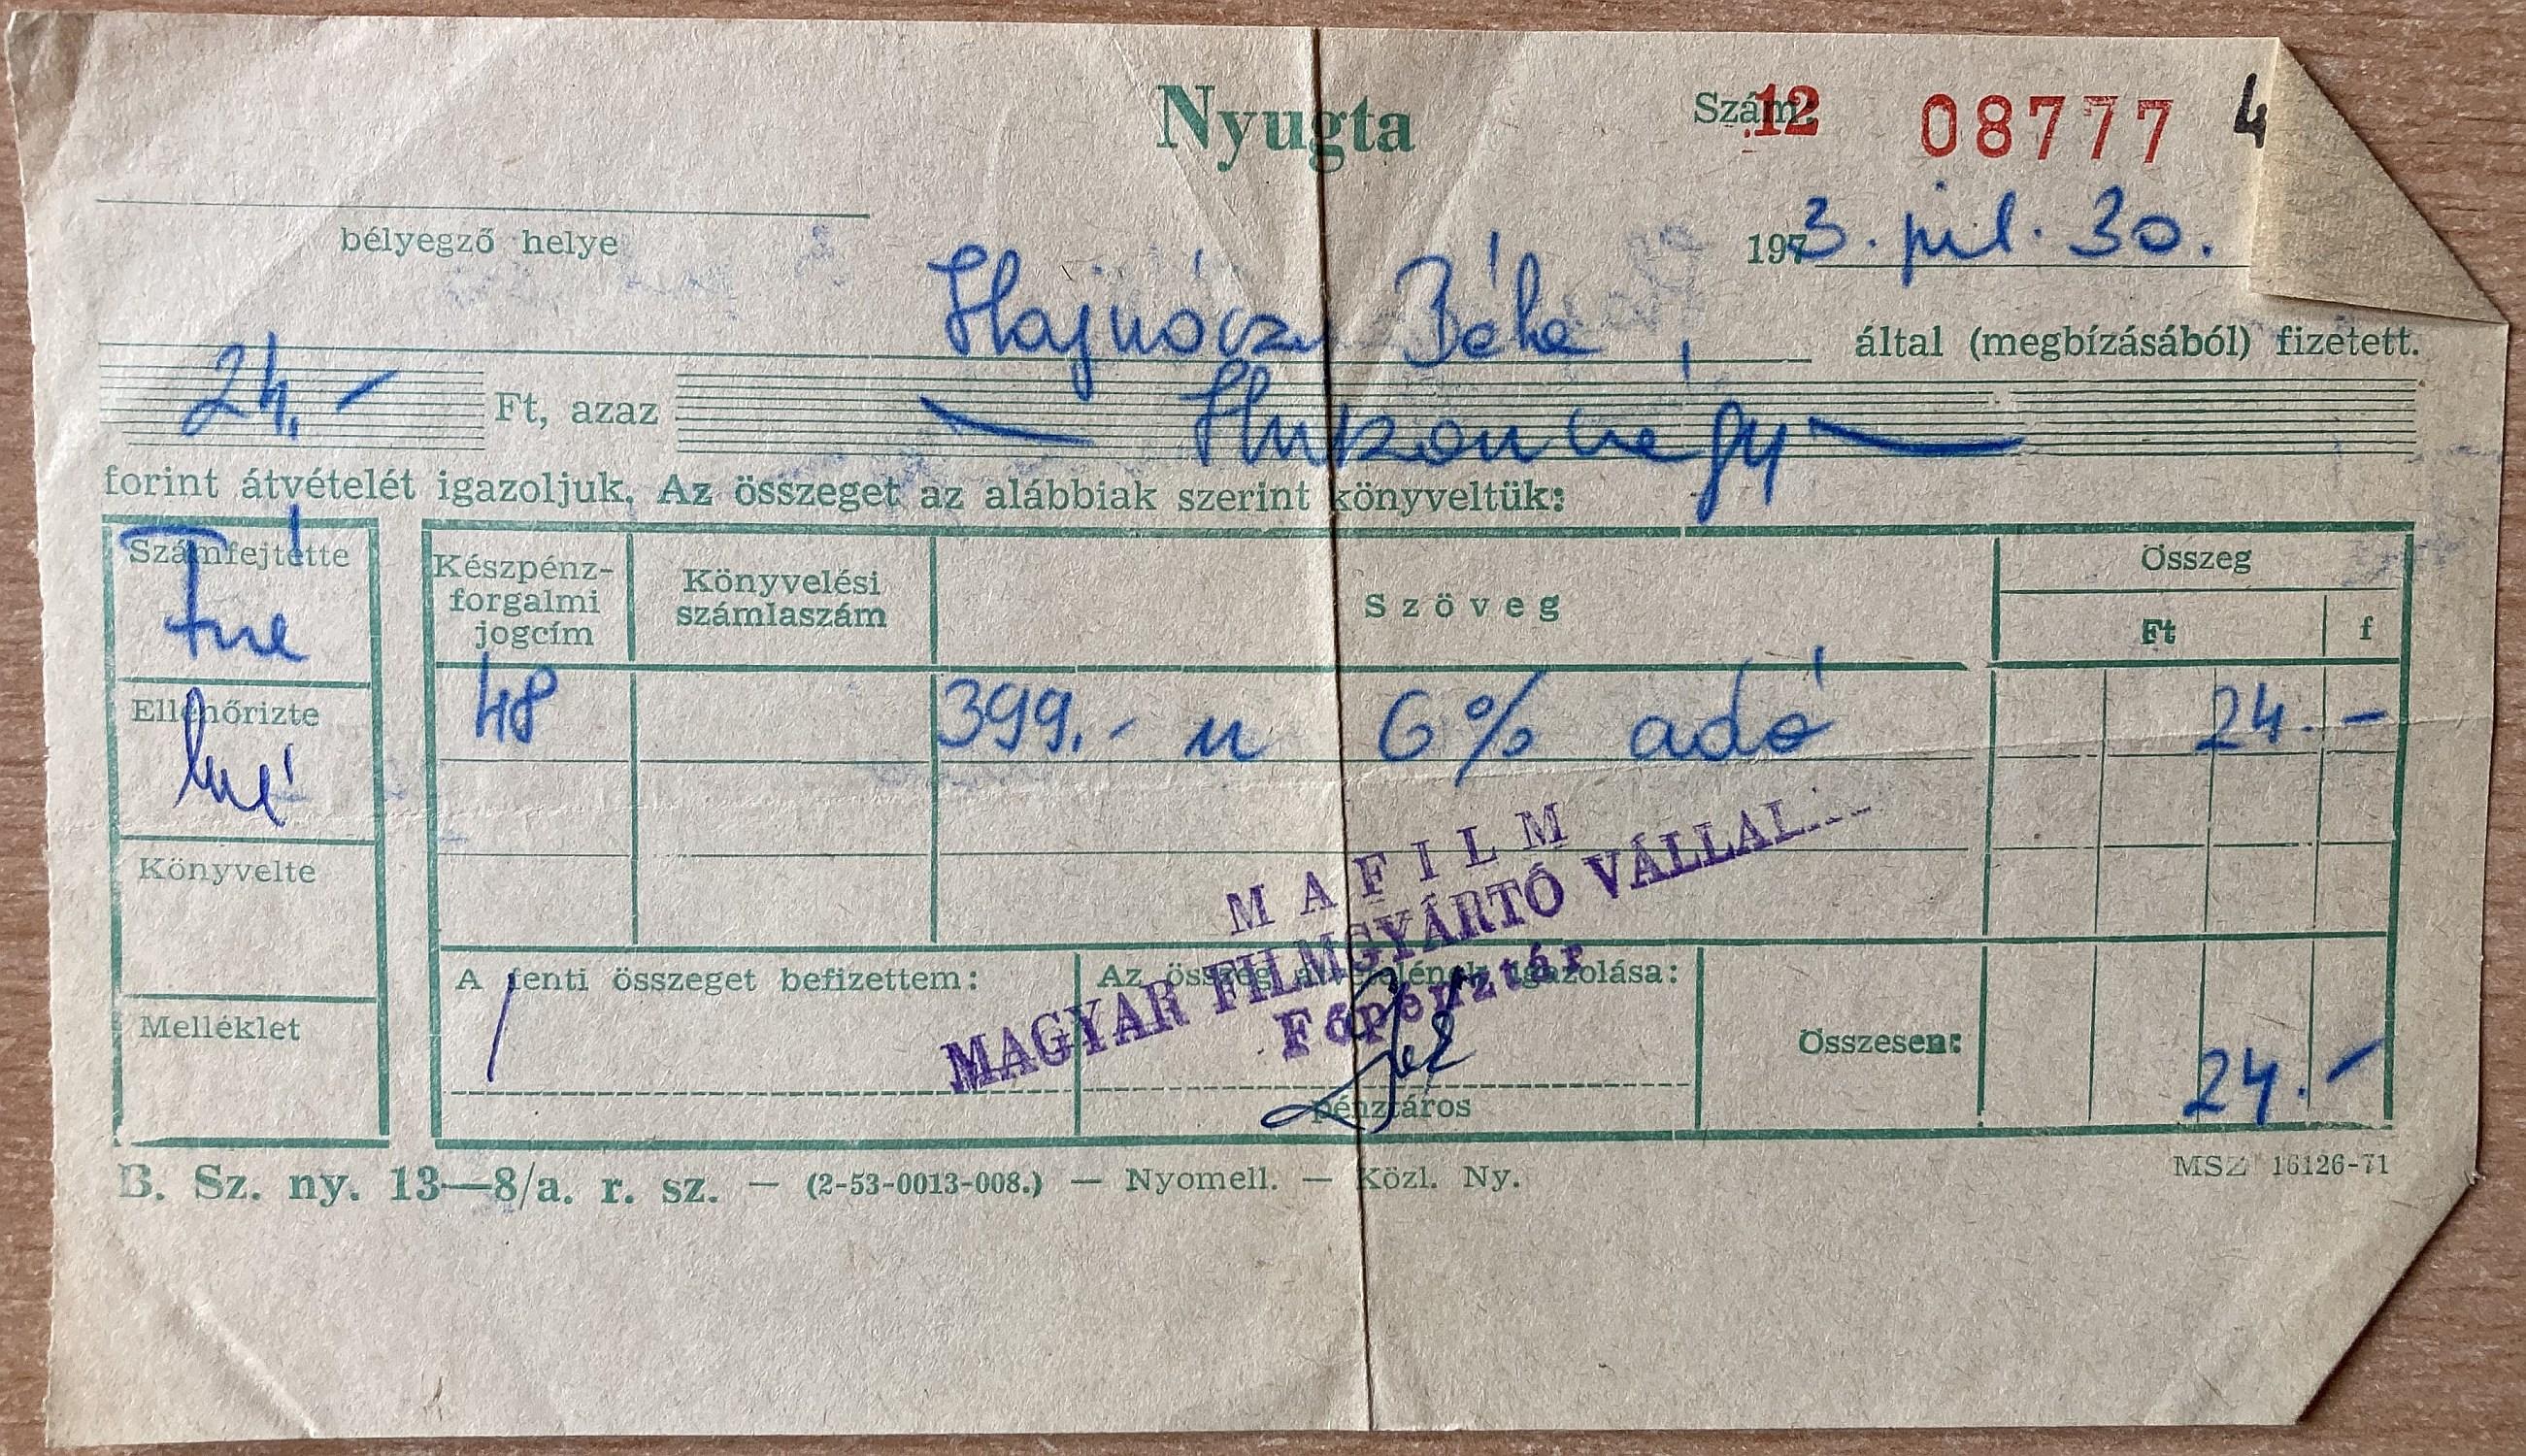 Nyugta
Szám: 12 08777 4
bélyegző helye
1973. júl. 30.
Hajnóczi Béla, által (megbízásából) fizetett.
24.- Ft, azaz — Huszonnégy —
forint átvételét igazoljuk. Az összeget az alábbiak szerint könyveltük:
Számfejtette
Ellenőrizte
Könyvelte
Melléklet
Készpénz-
forgalmi
jogcím
Könyvelési
számlaszám
Szöveg
Összeg
Ft f
48 399.- u 6% adó 24.-
MAFILM
MAGYAR FILMGYÁRTÓ VÁLLAL
Főpénztár
A fenti összeget befizettem:
Az összeg átvételének igazolása:
pénztáros
Összesen: 24.-
B. Sz. ny. 13—8/a. r. sz. — (2-53-0013-008.) — Nyomell. — Közl. Ny.
MSZ 16126-71